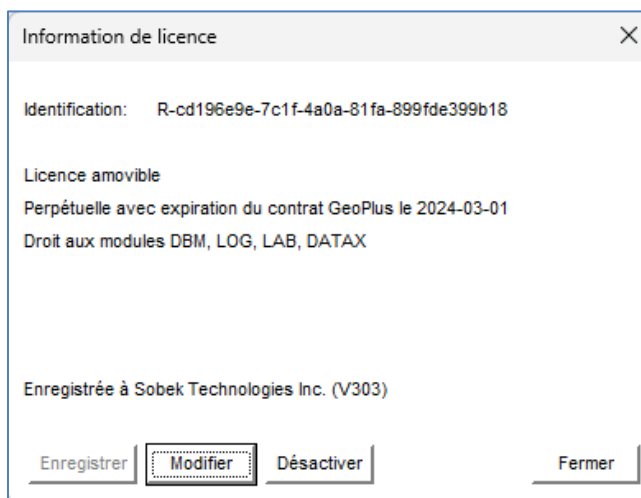 Information de licence
Identification: R-cd196e9e-7c1f-4a0a-81fa-899fde399b18
Licence amovible
Perpétuelle avec expiration du contrat GeoPlus le 2024-03-01
Droit aux modules DBM, LOG, LAB, DATAX
Enregistrée à Sobek Technologies Inc. (V303)
Enregistrer Modifier Désactiver Fermer